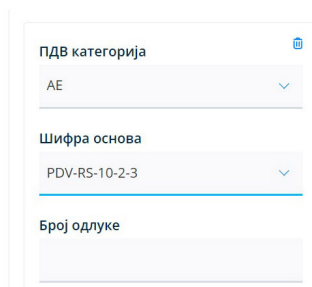 ПДВ категорија
AE
Шифра основа
PDV-RS-10-2-3
Број одлуке